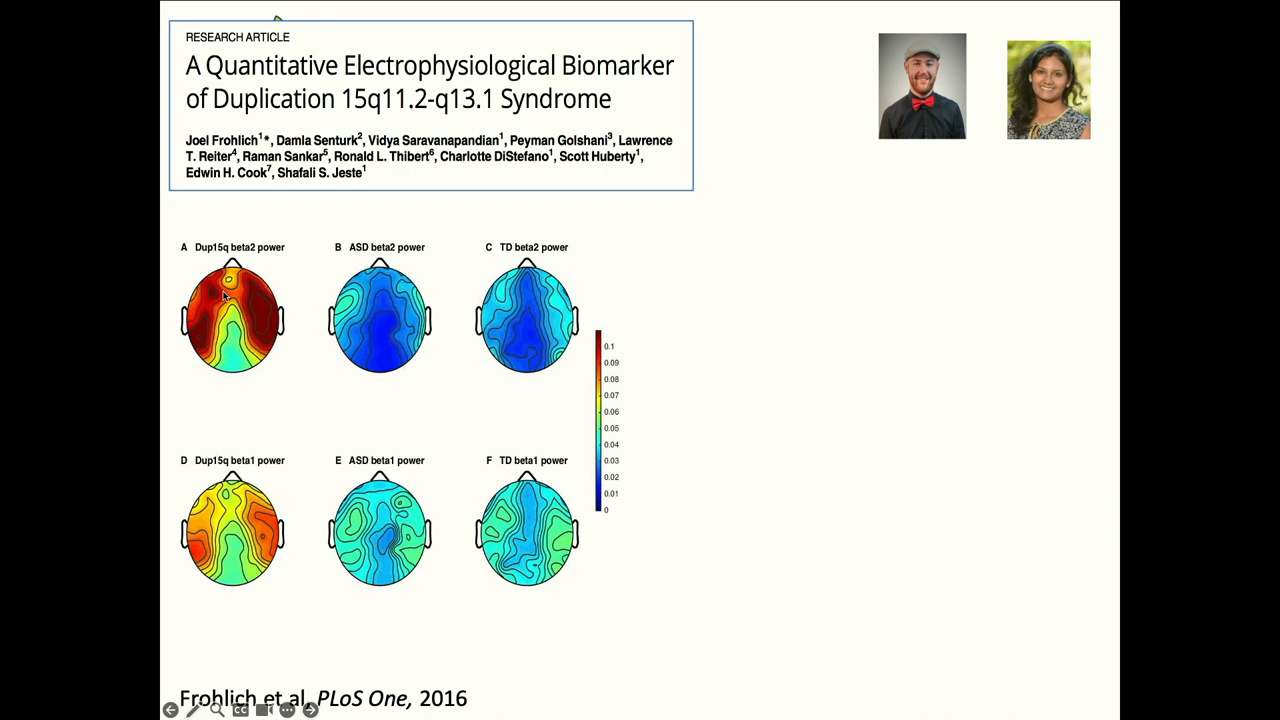 RESEARCH ARTICLE
A Quantitative Electrophysiological Biomarker
of Duplication 15q11.2-q13.1 Syndrome
Joel Frohlich1*, Damla Senturk2, Vidya Saravanapandian1, Peyman Golshani3, Lawrence
T. Reiter4, Raman Sankar5, Ronald L. Thibert6, Charlotte DiStefano1, Scott Huberty1,
Edwin H. Cook7, Shafali S. Jeste1
A Dup15q beta2 power
B ASD beta2 power
C TD beta2 power
0.1
0.09
0.08
0.07
0.06
0.05
0.04
0.03
0.02
0.01
0
D Dup15q beta1 power
E ASD beta1 power
F TD beta1 power
Frohlich et al, PLoS One, 2016
CC